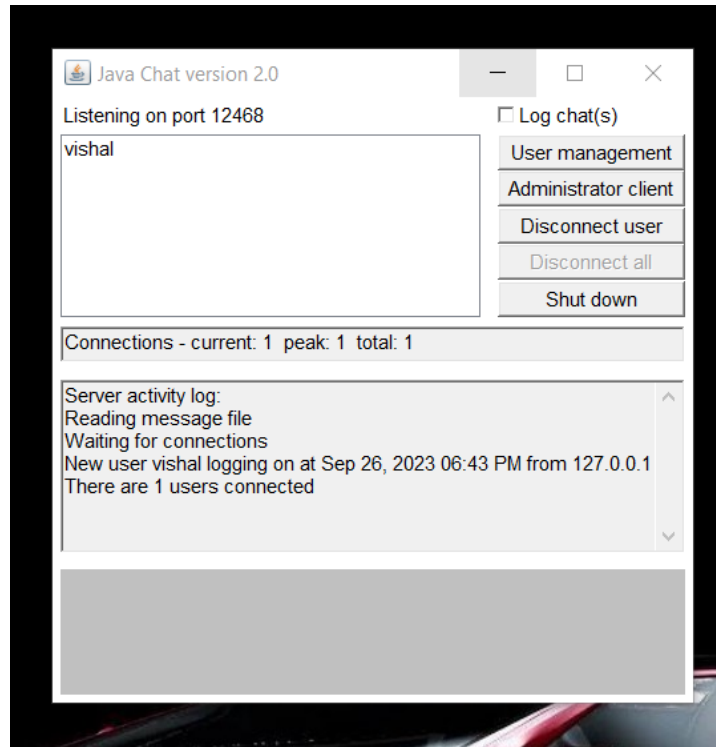 Java Chat version 2.0
Listening on port 12468
Log chat(s)
vishal
User management
Administrator client
Disconnect user
Disconnect all
Shut down
Connections - current: 1 peak: 1 total: 1
Server activity log:
Reading message file
Waiting for connections
New user vishal logging on at Sep 26, 2023 06:43 PM from 127.0.0.1
There are 1 users connected